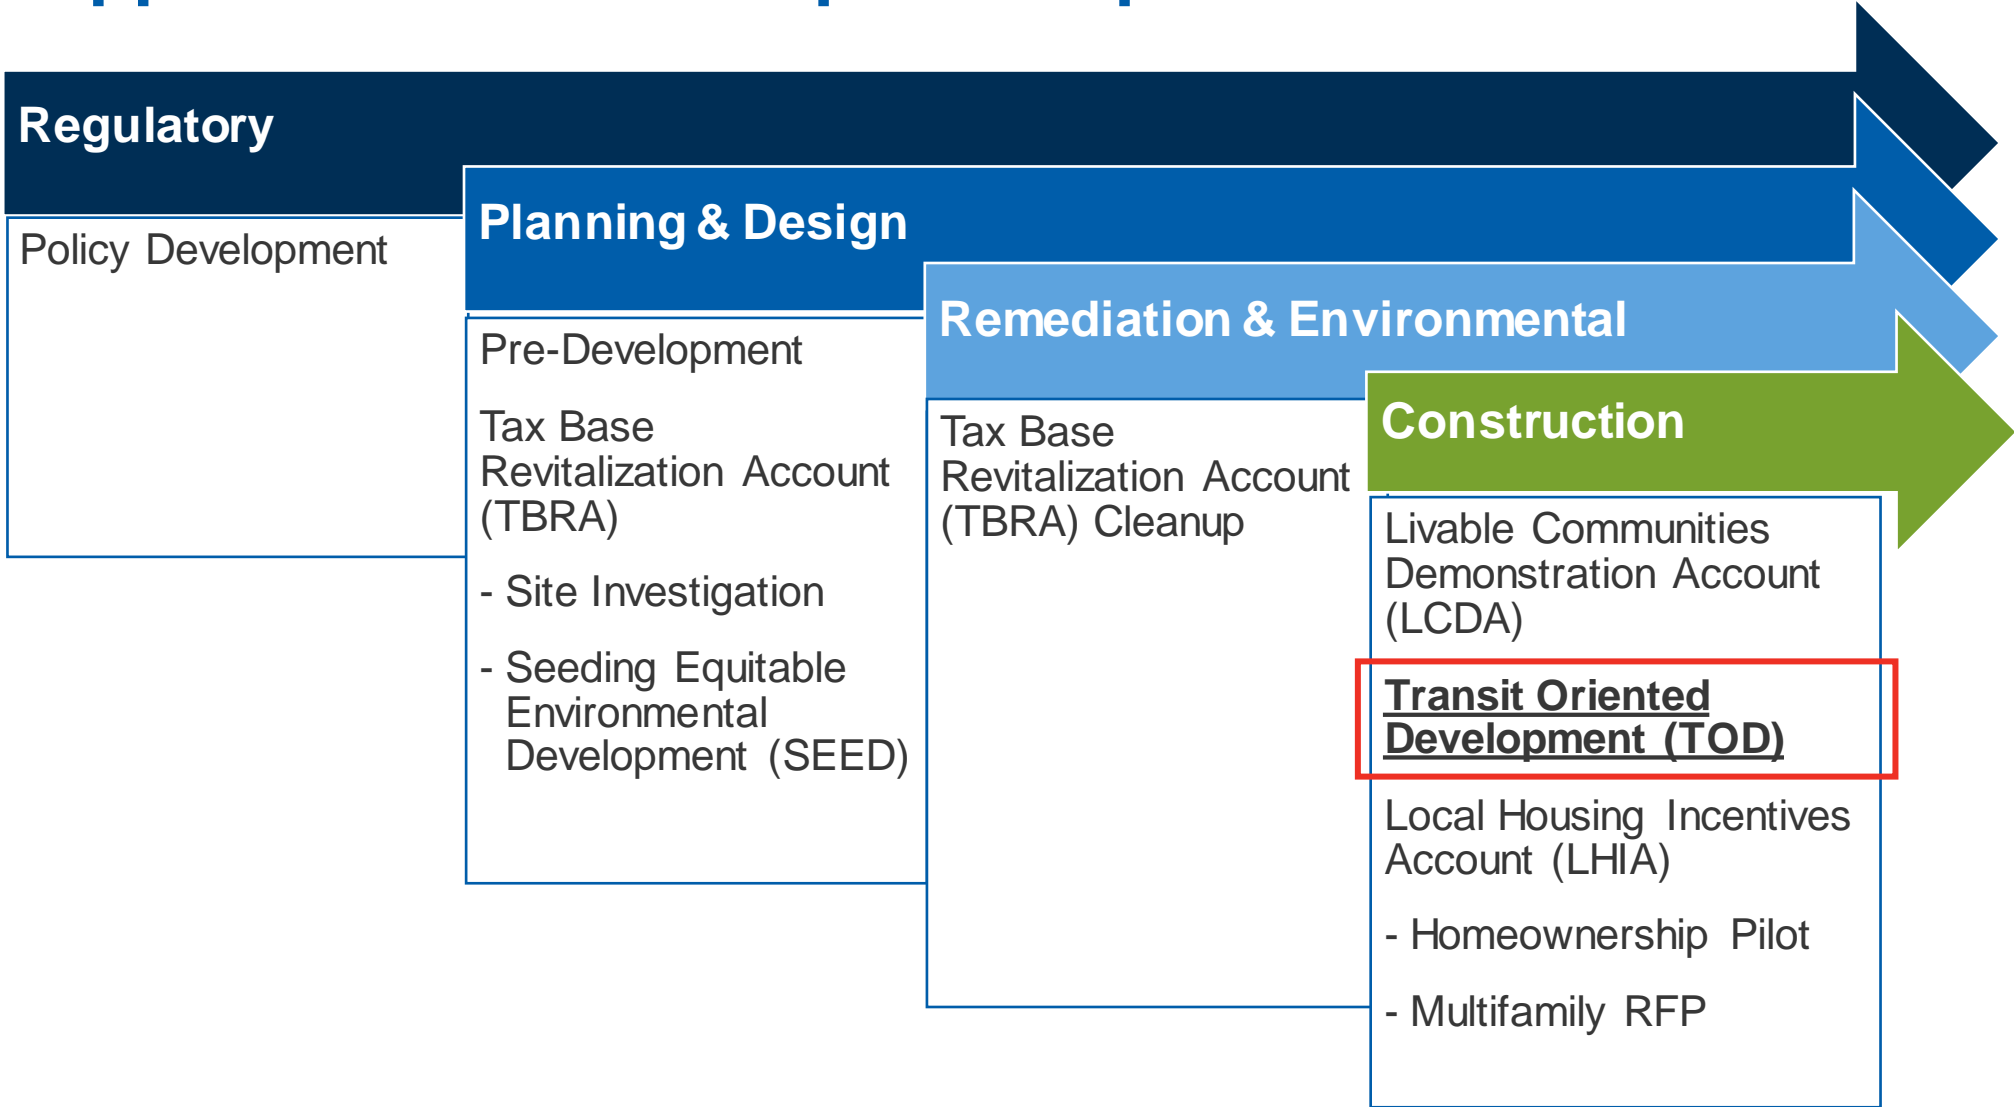 Regulatory
Policy Development
Planning & Design
Pre-Development
Tax Base
Revitalization Account
(TBRA)
- Site Investigation
- Seeding Equitable
Environmental
Development (SEED)
Remediation & Environmental
Tax Base
Revitalization Account
(TBRA) Cleanup
Construction
Livable Communities
Demonstration Account
(LCDA)
Transit Oriented
Development (TOD)
Local Housing Incentives
Account (LHIA)
- Homeownership Pilot
- Multifamily RFP